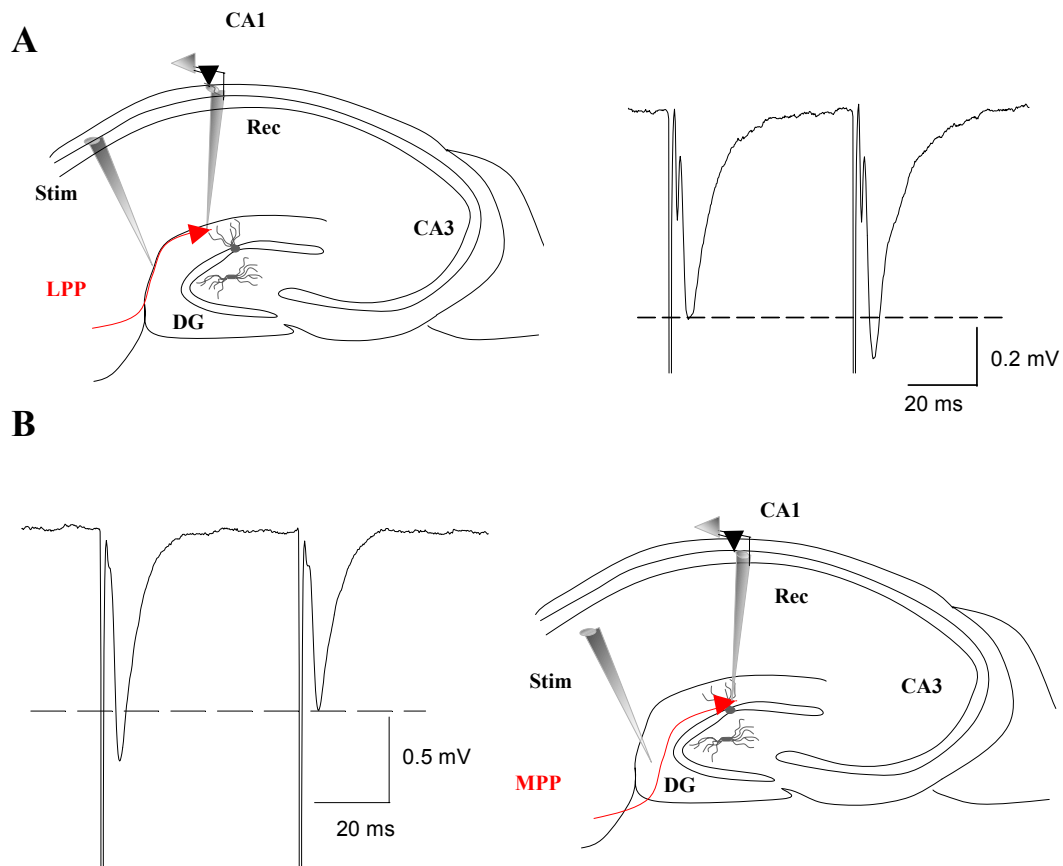 A
CA1
Rec
Stim
CA3
LPP
DG
0.2 mV
20 ms
B
0.5 mV
20 ms
CA1
Rec
Stim
CA3
MPP
DG